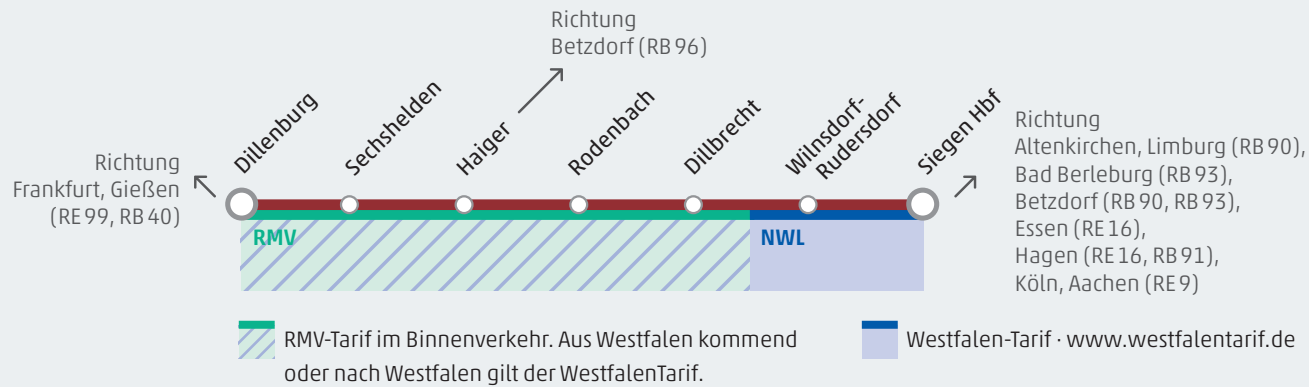 Richtung
Betzdorf (RB 96)
Richtung
Frankfurt, Gießen
(RE 99, RB 40)
Dillenburg
Sechshelden
Haiger
Rodenbach
Dillbrecht
Wilnsdorf-
Rudersdorf
Siegen Hbf
Richtung
Altenkirchen, Limburg (RB 90),
Bad Berleburg (RB 93),
Betzdorf (RB 90, RB 93),
Essen (RE 16),
Hagen (RE 16, RB 91),
Köln, Aachen (RE 9)
RMV
NWL
RMV-Tarif im Binnenverkehr. Aus Westfalen kommend
oder nach Westfalen gilt der WestfalenTarif.
Westfalen-Tarif · www.westfalentarif.de